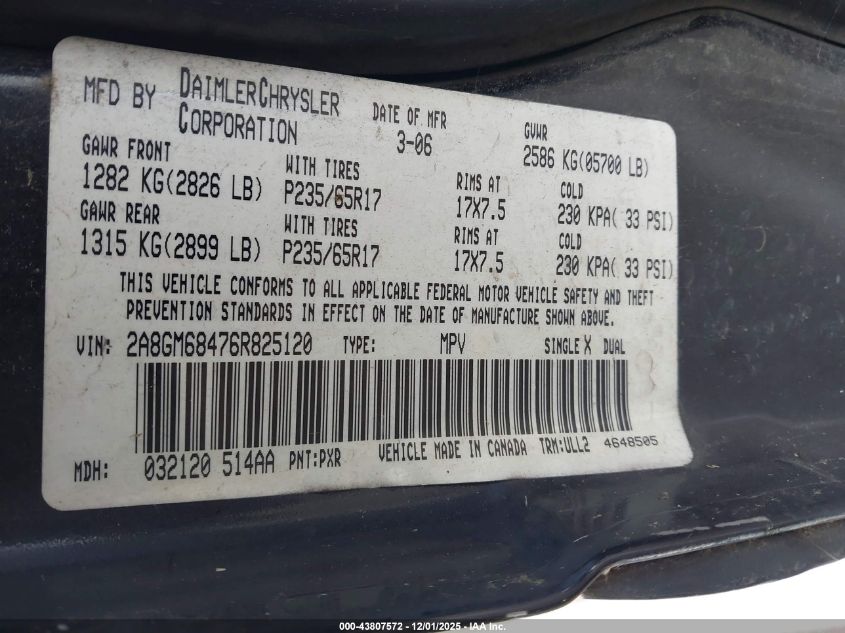 MFD BY DAIMLERCHRYSLER CORPORATION DATE OF MFR 3-06 GVWR 2586 KG(05700 LB)
GAWR FRONT WITH TIRES RIMS AT COLD
1282 KG(2826 LB) P235/65R17 17X7.5 230 KPA( 33 PSI)
GAWR REAR WITH TIRES RIMS AT COLD
1315 KG(2899 LB) P235/65R17 17X7.5 230 KPA( 33 PSI)
THIS VEHICLE CONFORMS TO ALL APPLICABLE FEDERAL MOTOR VEHICLE SAFETY AND THEFT
PREVENTION STANDARDS IN EFFECT ON THE DATE OF MANUFACTURE SHOWN ABOVE.
VIN: 2A8GM68476R825120 TYPE: MPV SINGLE X DUAL
MDH: 032120 514AA PNT:PXR VEHICLE MADE IN CANADA TRM:ULL2 4648505
000-43807572 - 12/01/2025 - IAA Inc.